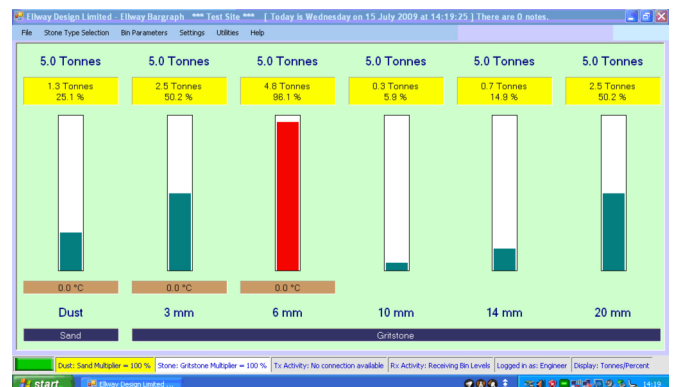 Ellway Design Limited - Ellway Bargraph *** Test Site *** [ Today is Wednesday on 15 July 2009 at 14:19:25 ] There are 0 notes.
File Stone Type Selection Bin Parameters Settings Utilities Help
5.0 Tonnes 5.0 Tonnes 5.0 Tonnes 5.0 Tonnes 5.0 Tonnes 5.0 Tonnes
1.3 Tonnes 2.5 Tonnes 4.8 Tonnes 0.3 Tonnes 0.7 Tonnes 2.5 Tonnes
25.1 % 50.2 % 96.1 % 5.9 % 14.9 % 50.2 %
0.0 °C 0.0 °C 0.0 °C
Dust 3 mm 6 mm 10 mm 14 mm 20 mm
Sand Gritstone
Dust: Sand Multiplier = 100 % Stone: Gritstone Multiplier = 100 % Tx Activity: No connection available Rx Activity: Receiving Bin Levels Logged in as: Engineer Display: Tonnes/Percent
start Ellway Design Limited ... 14:19